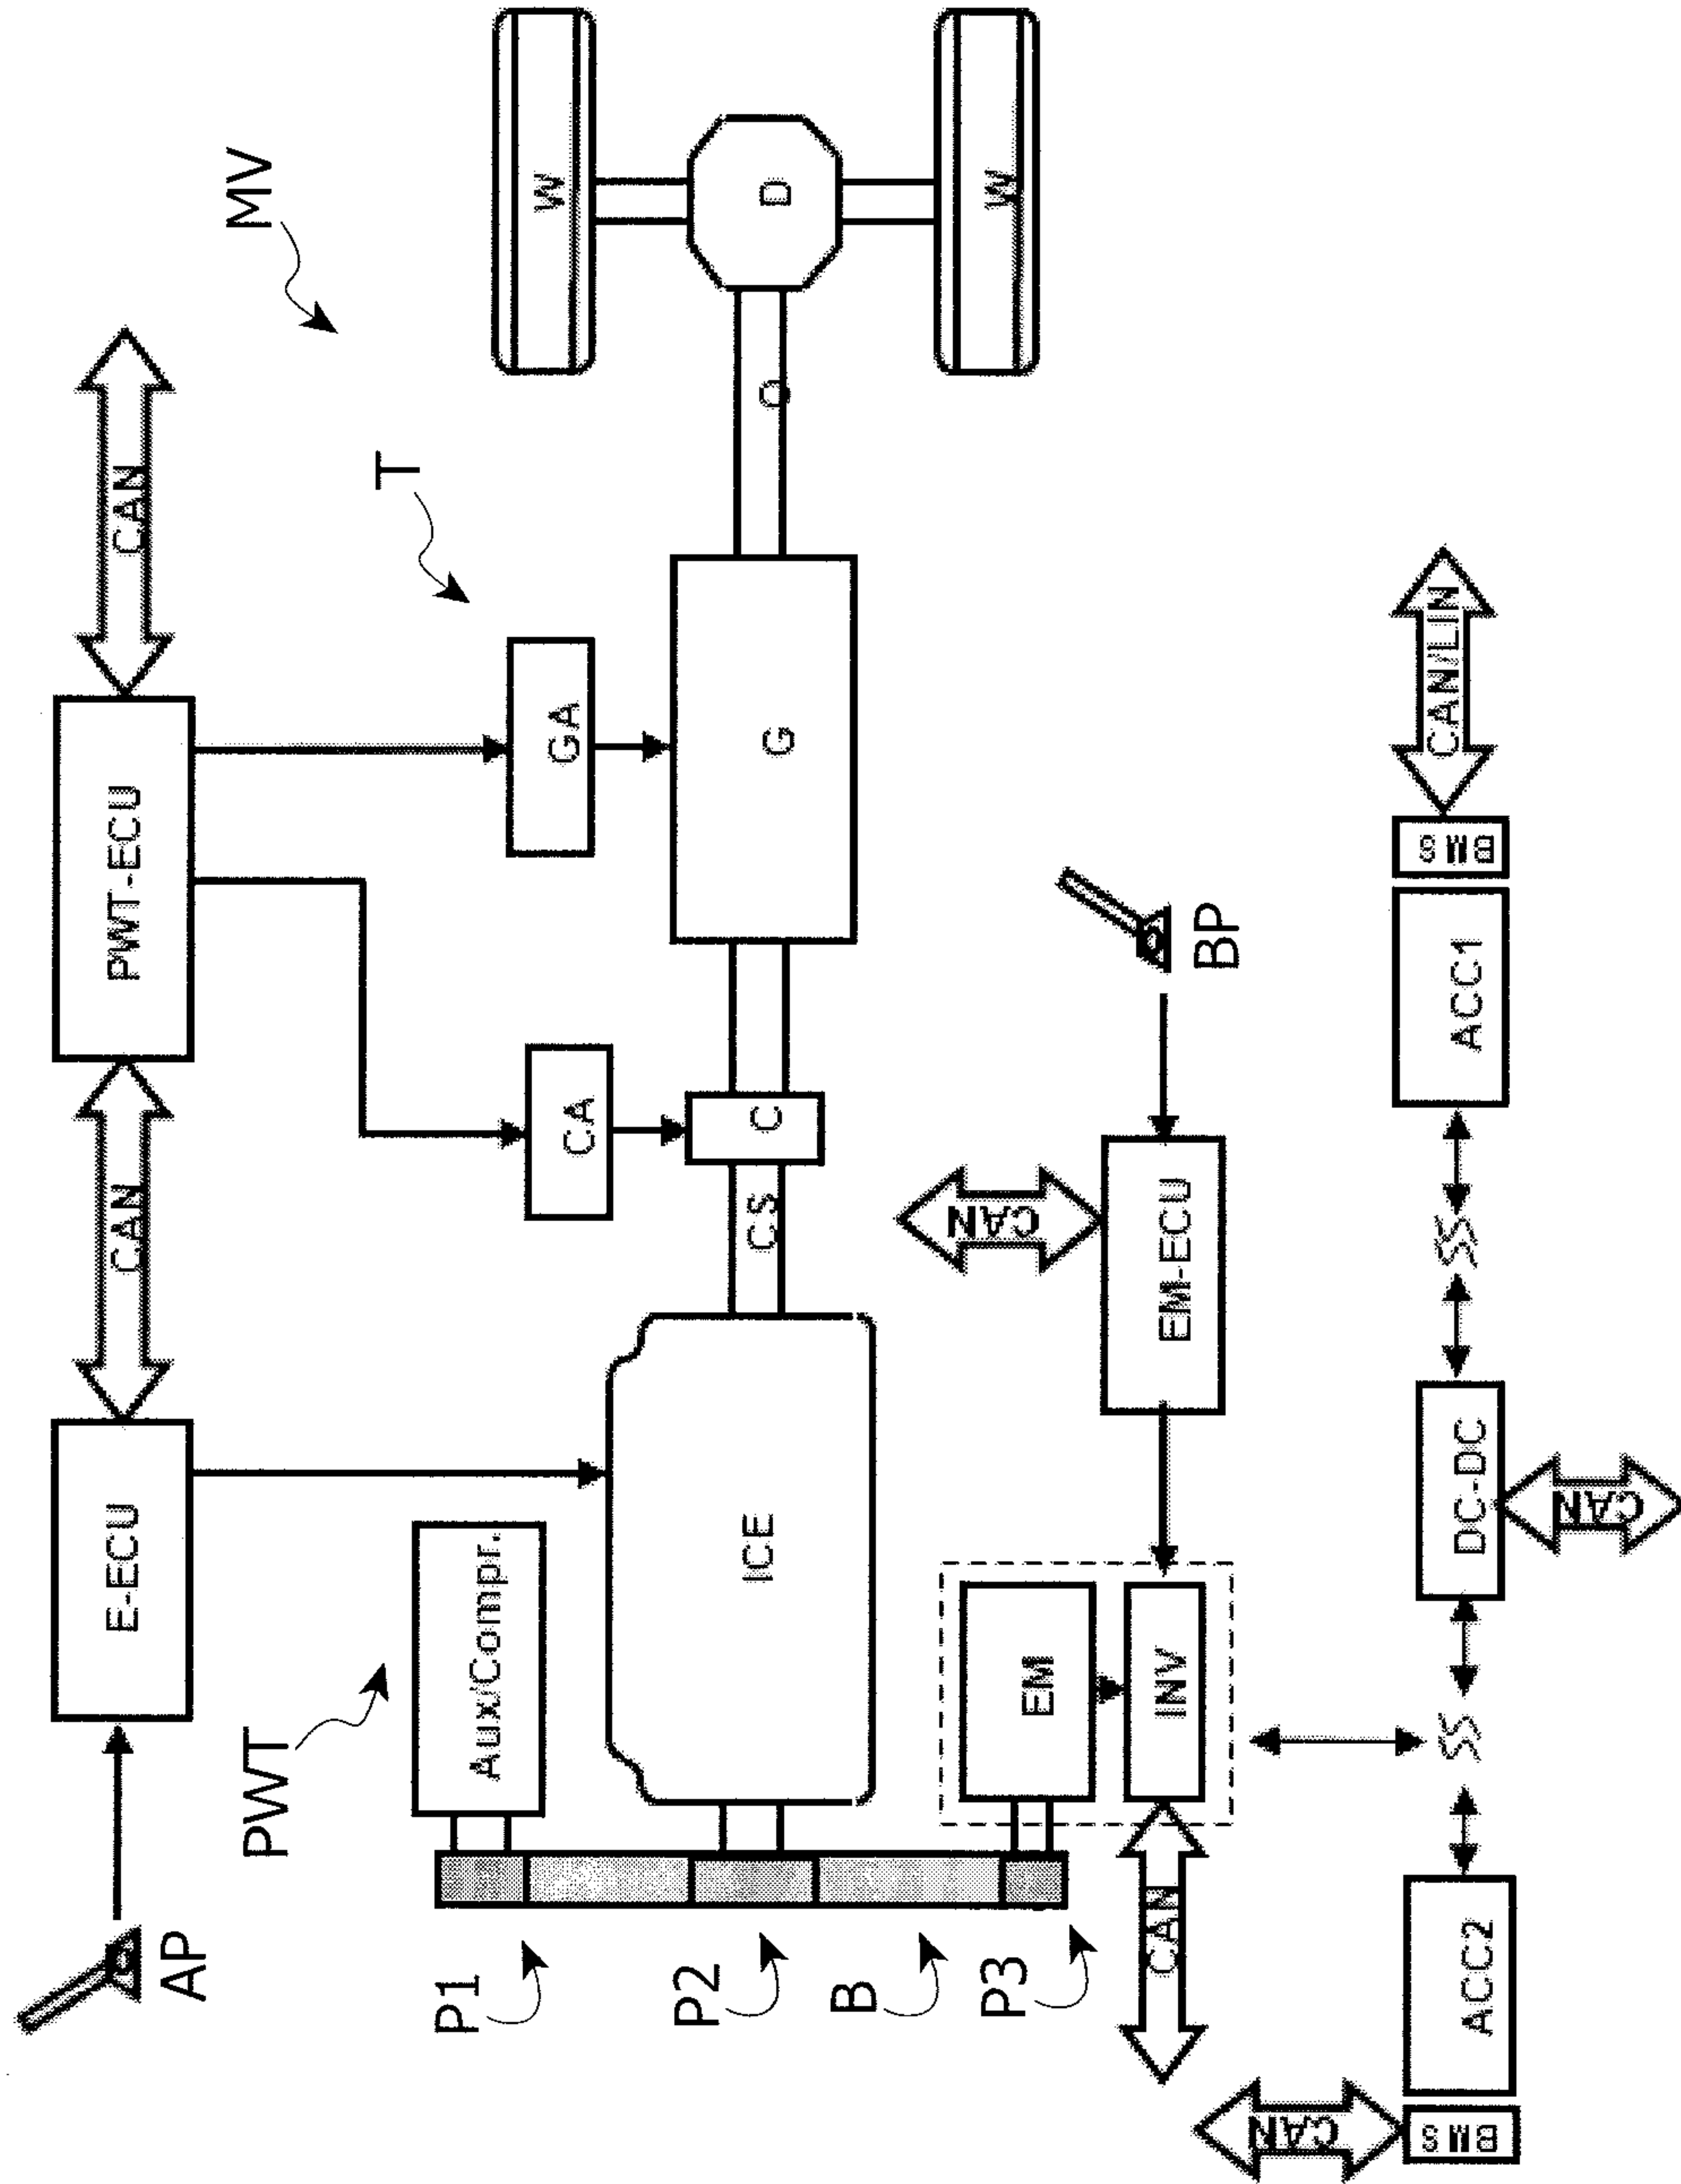 AP
E-ECU
CAN
PWT-ECU
CAN
MV
PWT
T
Aux/Compr.
CA
GA
P1
P2
B
P3
ICE
CS
C
G
O
D
W
W
EM
INV
CAN
EM-ECU
CAN
BP
BMS
CAN
ACC2
DC-DC
CAN
ACC1
BMS
CAN/LIN